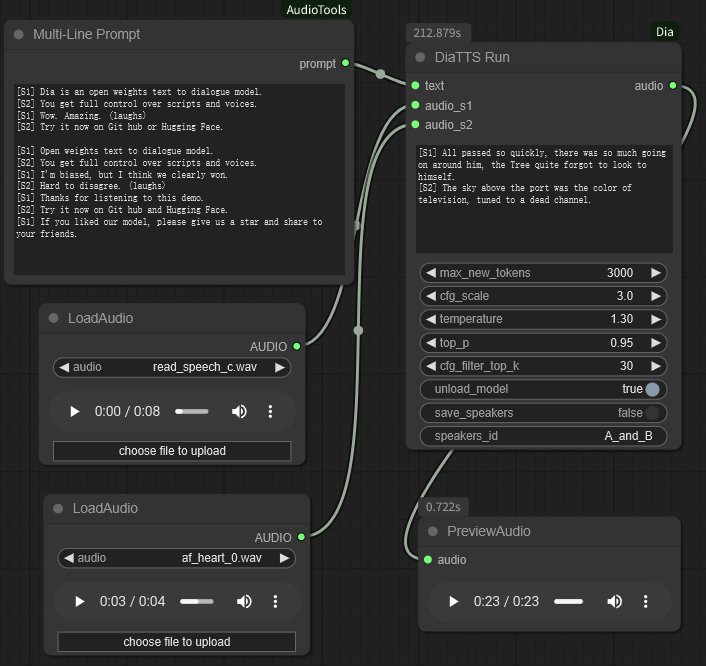 AudioTools
Multi-Line Prompt
prompt
[S1] Dia is an open weights text to dialogue model.
[S2] You get full control over scripts and voices.
[S1] Wow. Amazing. (laughs)
[S2] Try it now on Git hub or Hugging Face.
[S1] Open weights text to dialogue model.
[S2] You get full control over scripts and voices.
[S1] I'm biased, but I think we clearly won.
[S2] Hard to disagree. (laughs)
[S1] Thanks for listening to this demo.
[S2] Try it now on Git hub and Hugging Face.
[S1] If you liked our model, please give us a star and share to
your friends.
LoadAudio
AUDIO
audio read_speech_c.wav
0:00 / 0:08
choose file to upload
LoadAudio
AUDIO
audio af_heart_0.wav
0:03 / 0:04
choose file to upload
212.879s
Dia
DiaTTS Run
text audio
audio_s1
audio_s2
[S1] All passed so quickly, there was so much going
on around him, the Tree quite forgot to look to
himself.
[S2] The sky above the port was the color of
television, tuned to a dead channel.
max_new_tokens 3000
cfg_scale 3.0
temperature 1.30
top_p 0.95
cfg_filter_top_k 30
unload_model true
save_speakers false
speakers_id A_and_B
0.722s
PreviewAudio
audio
0:23 / 0:23